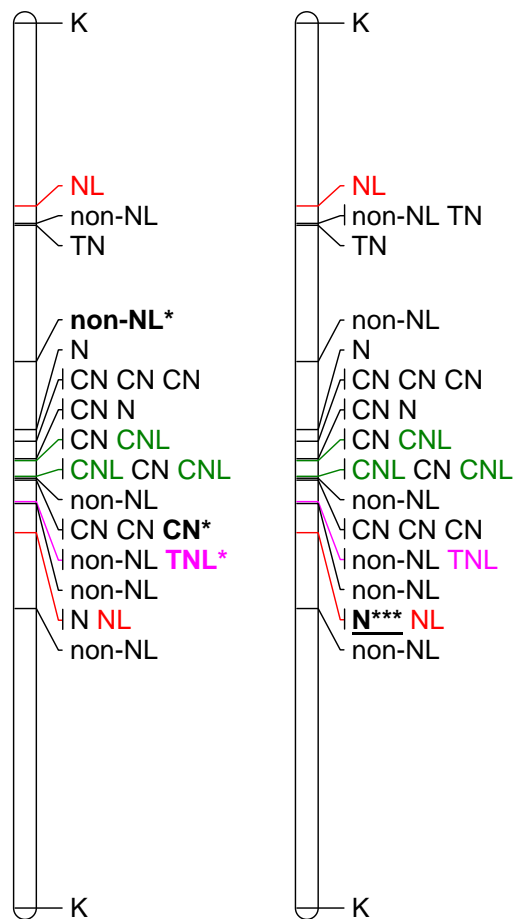 K
NL
non-NL
TN
non-NL*
N
CN CN CN
CN N
CN CNL
CNL CN CNL
non-NL
CN CN CN*
non-NL TNL*
non-NL
N NL
non-NL
K
K
NL
non-NL TN
TN
non-NL
N
CN CN CN
CN N
CN CNL
CNL CN CNL
non-NL
CN CN CN
non-NL TNL
non-NL
N*** NL
non-NL
K